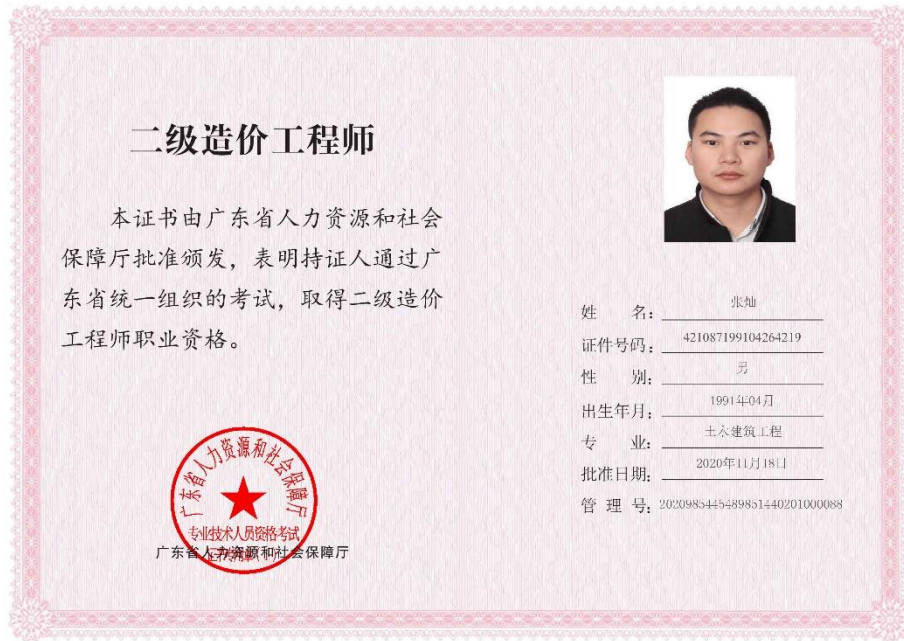 二级造价工程师
本证书由广东省人力资源和社会
保障厅批准颁发，表明持证人通过广
东省统一组织的考试，取得二级造价
工程师职业资格。
广东省人力资源和社会保障厅
专业技术人员资格考试
广东省人力资源和社会保障厅
姓 名：张灿
证件号码：421087199104264219
性 别：男
出生年月：1991年04月
专 业：土木建筑工程
批准日期：2020年11月18日
管 理 号：2020985445489851440201000088